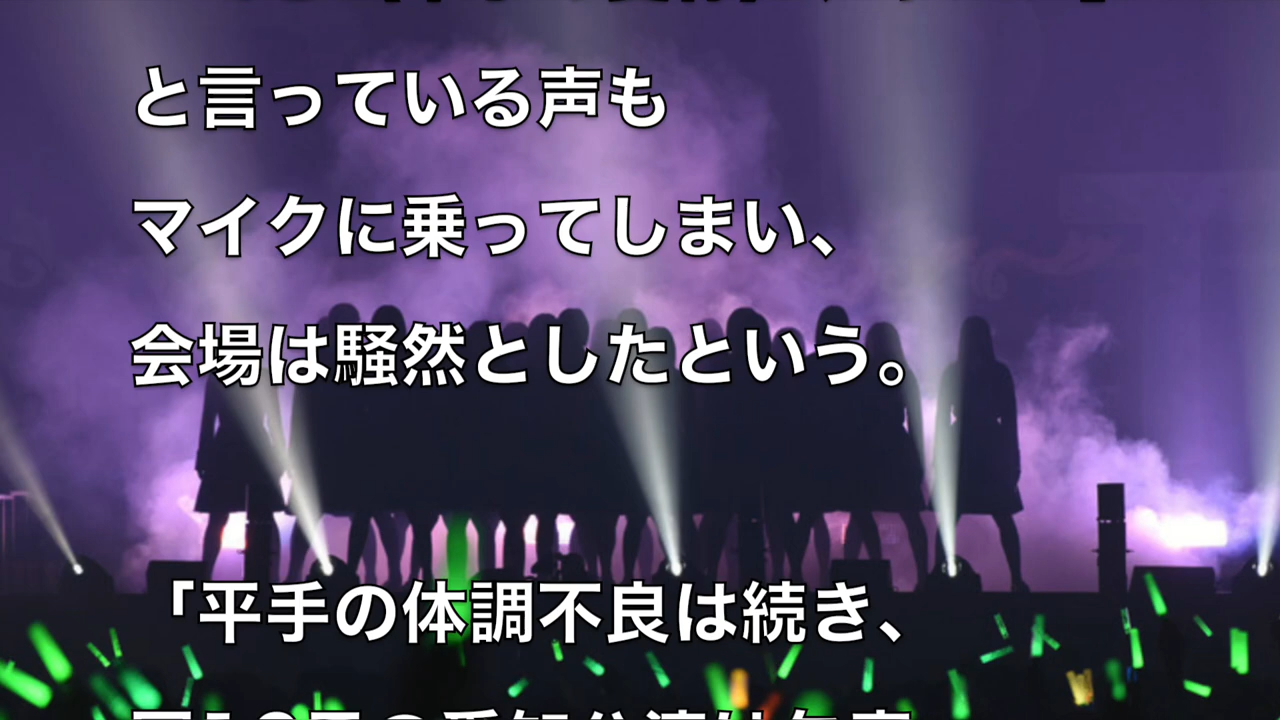 と言っている声も
マイクに乗ってしまい、
会場は騒然としたという。
「平手の体調不良は続き、